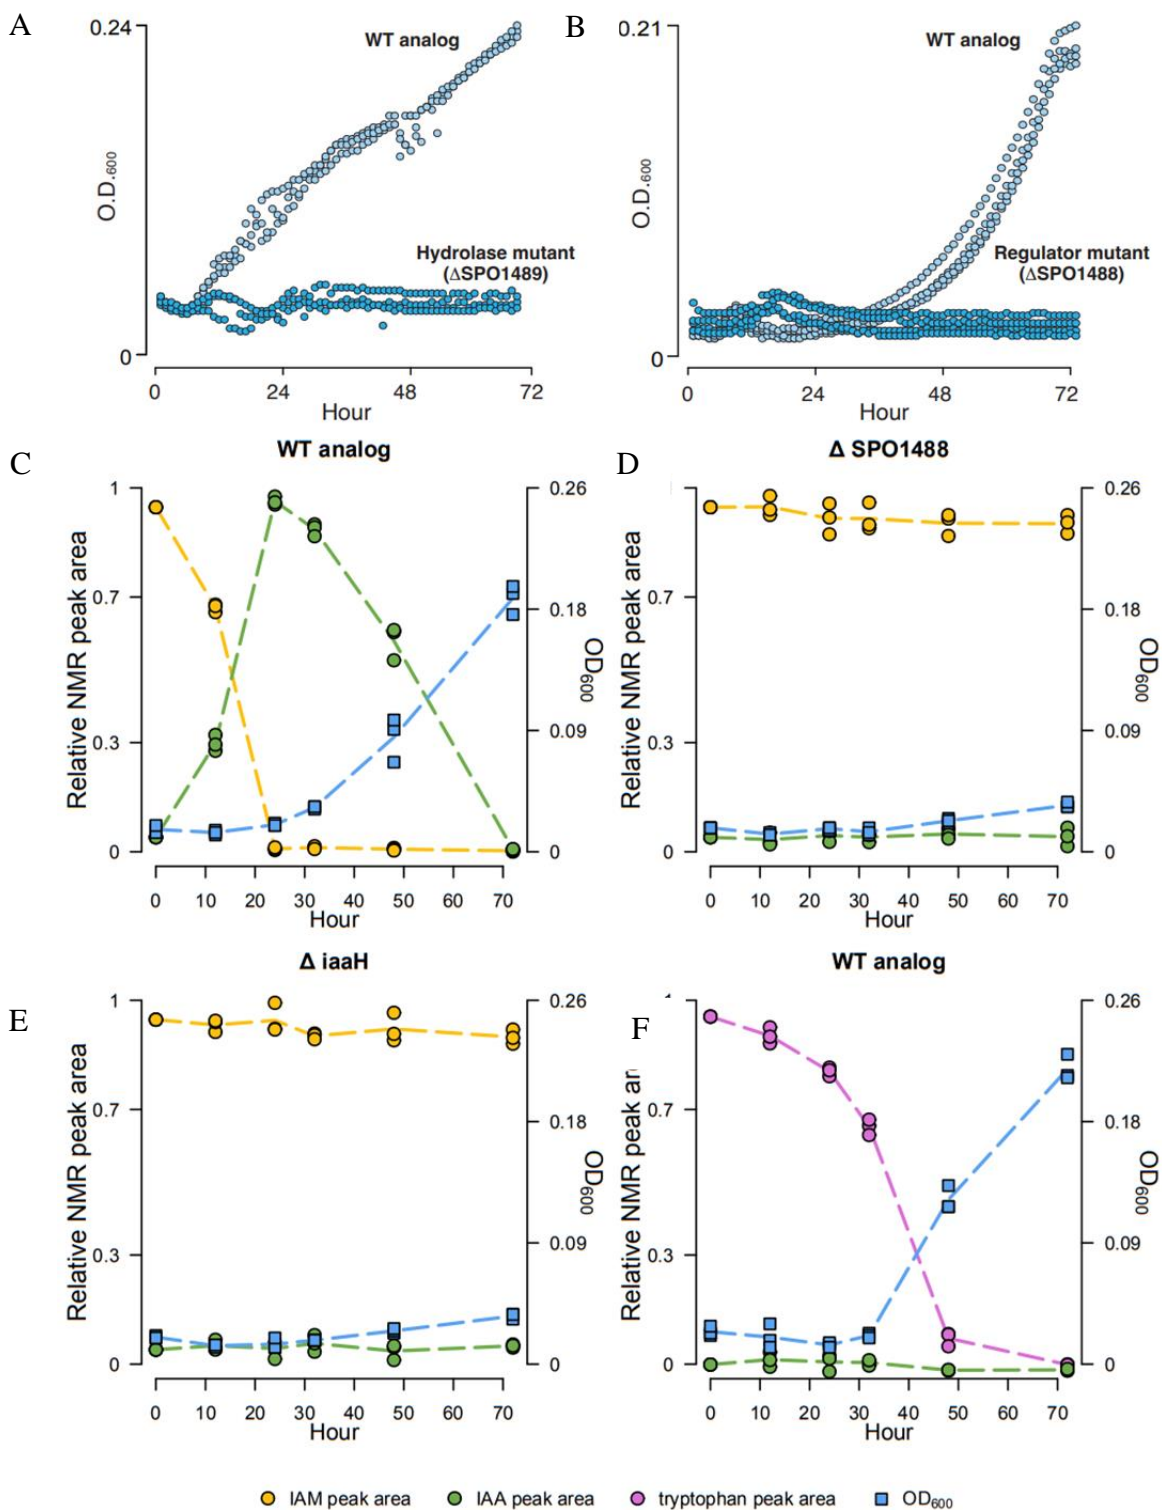 A
0.24
WT analog
O.D.600
Hydrolase mutant
(ΔSPO1489)
0
0 24 48 72
Hour
B
0.21
WT analog
O.D.600
Regulator mutant
(ΔSPO1488)
0
0 24 48 72
Hour
C
WT analog
1 0.7 0.3 0
Relative NMR peak area
0.26 0.18 0.09 0
OD600
0 10 20 30 40 50 60 70
Hour
D
Δ SPO1488
1 0.7 0.3 0
Relative NMR peak area
0.26 0.18 0.09 0
OD600
0 10 20 30 40 50 60 70
Hour
E
Δ iaaH
1 0.7 0.3 0
Relative NMR peak area
0.26 0.18 0.09 0
OD600
0 10 20 30 40 50 60 70
Hour
F
WT analog
0.7 0.3 0
Relative NMR peak ar
0.26 0.18 0.09 0
OD600
0 10 20 30 40 50 60 70
Hour
IAM peak area IAA peak area tryptophan peak area OD600